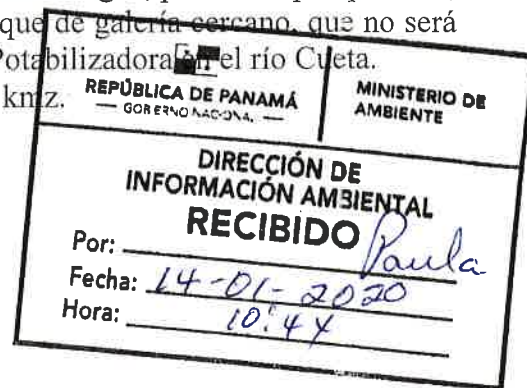 que de galería cercano, que no será
Potabilizadora en el río Cueta.
kmz.
REPÚBLICA DE PANAMÁ
— GOBIERNO NACIONAL —
MINISTERIO DE
AMBIENTE
DIRECCIÓN DE
INFORMACIÓN AMBIENTAL
RECIBIDO
Por: Paula
Fecha: 14-01-2020
Hora: 10:44